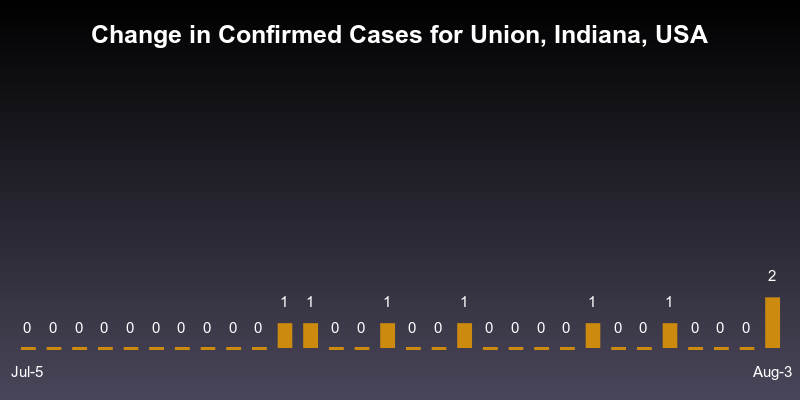 Change in Confirmed Cases for Union, Indiana, USA
2
1 1 1 1 1 1
0 0 0 0 0 0 0 0 0 0 0 0 0 0 0 0 0 0 0 0 0 0 0
Jul-5 Aug-3